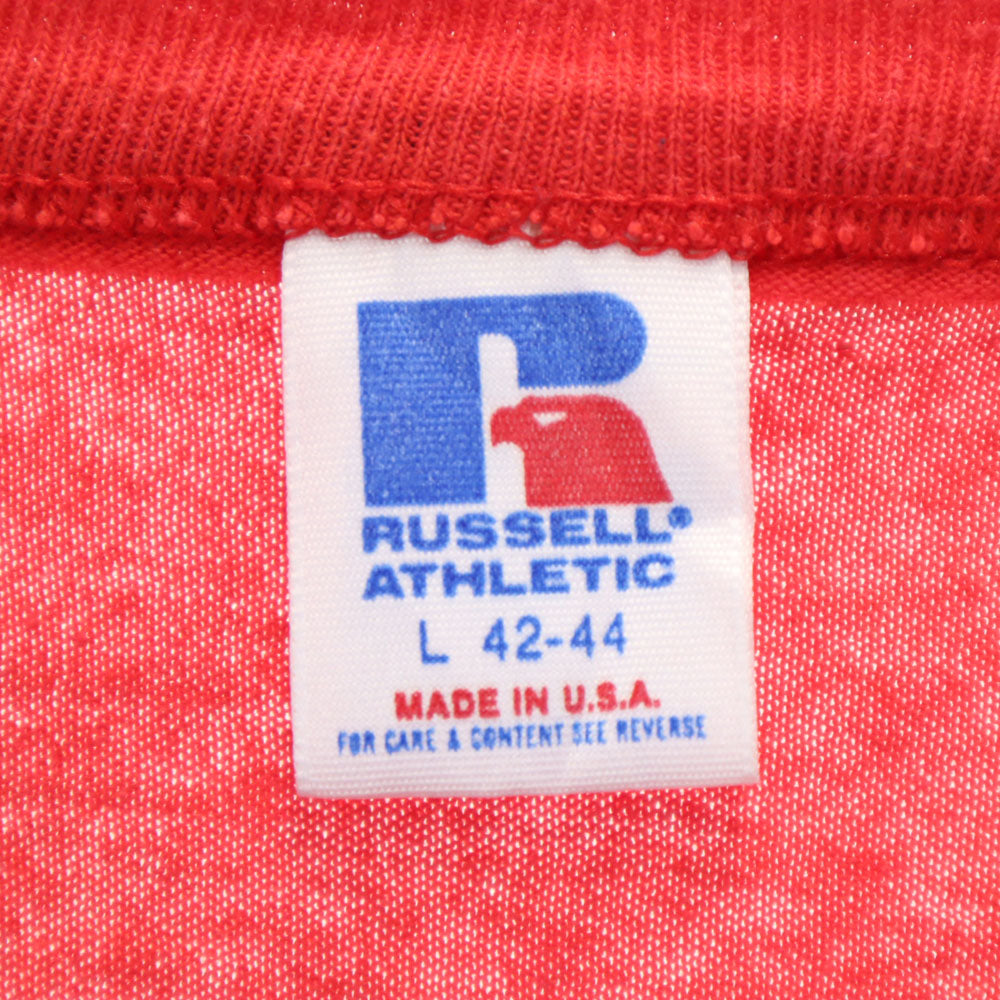 R
RUSSELL®
ATHLETIC
L 42-44
MADE IN U.S.A.
FOR CARE & CONTENT SEE REVERSE